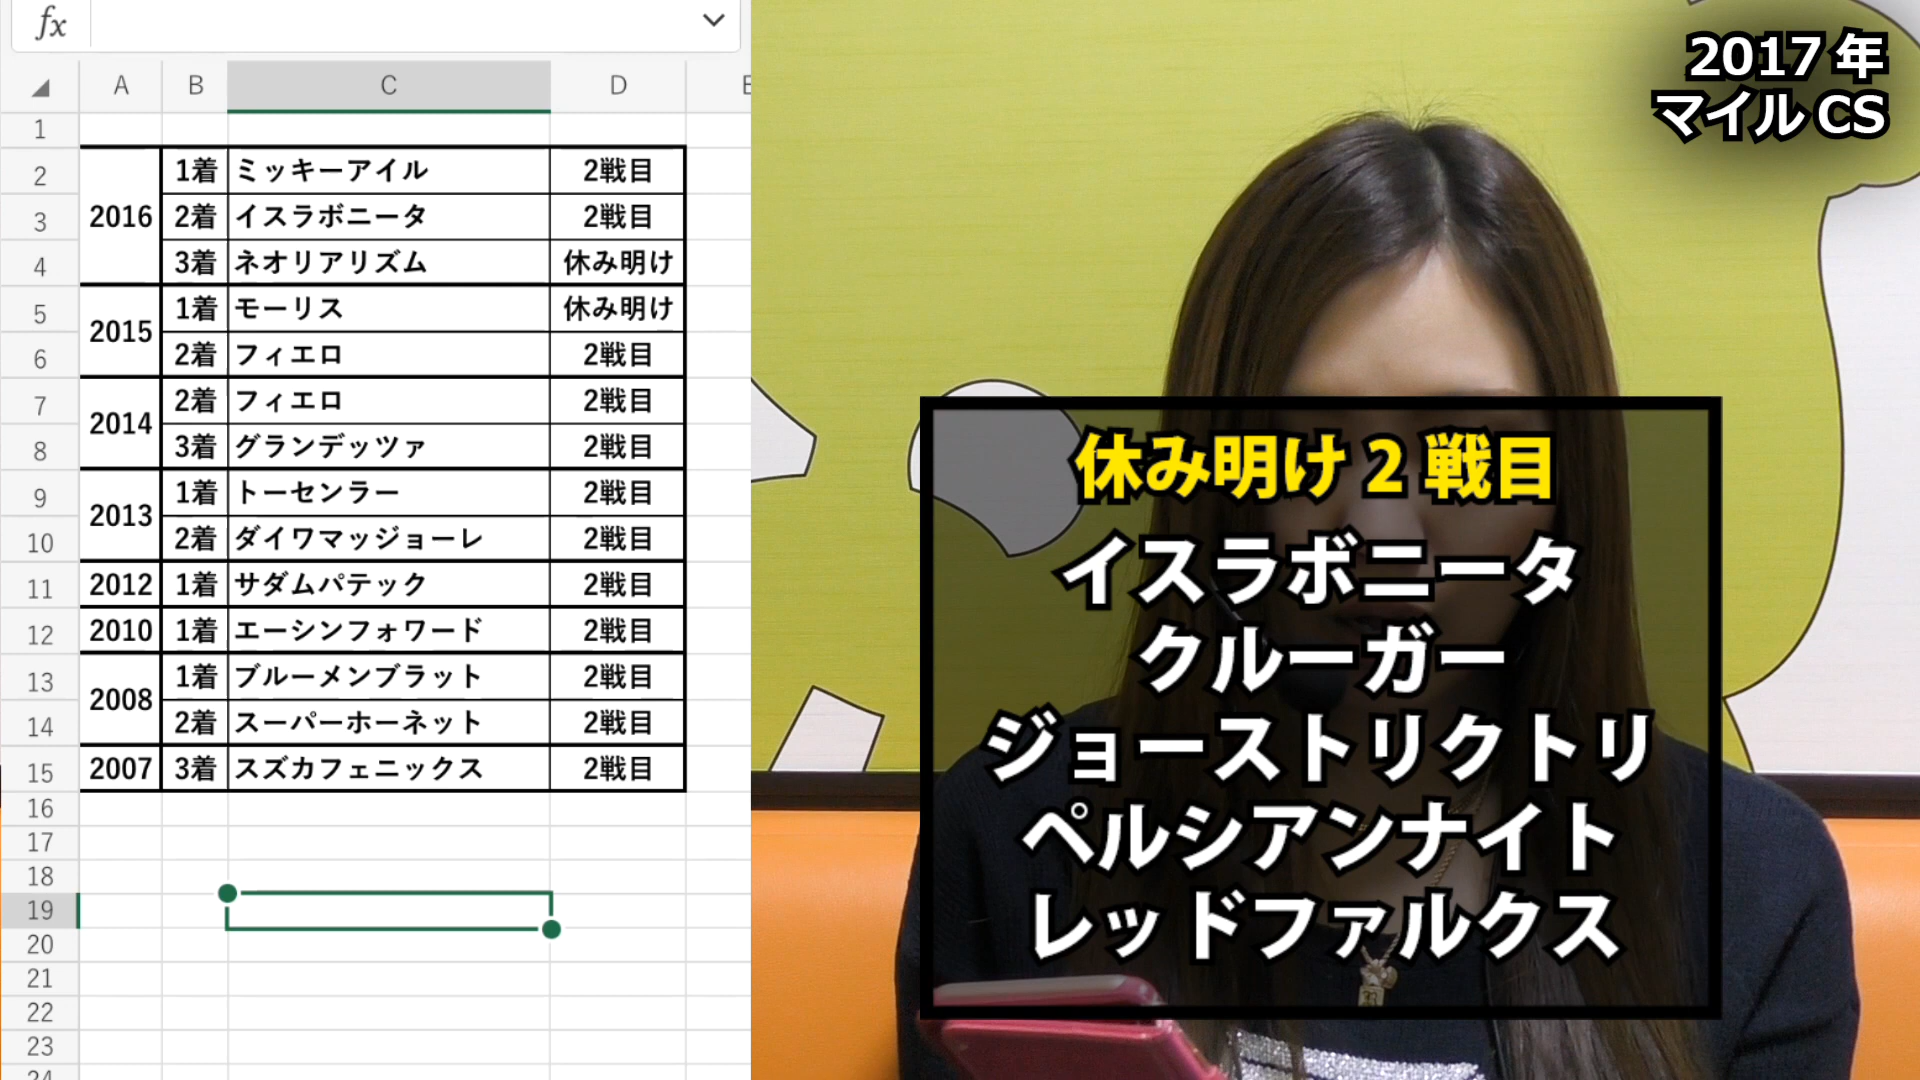 fx
A B C D E
1
2016
2 1着 ミッキーアイル 2戦目
3 2着 イスラボニータ 2戦目
4 3着 ネオリアリズム 休み明け
2015
5 1着 モーリス 休み明け
6 2着 フィエロ 2戦目
2014
7 2着 フィエロ 2戦目
8 3着 グランデッツァ 2戦目
2013
9 1着 トーセンラー 2戦目
10 2着 ダイワマッジョーレ 2戦目
11 2012 1着 サダムパテック 2戦目
12 2010 1着 エーシンフォワード 2戦目
2008
13 1着 ブルーメンブラット 2戦目
14 2着 スーパーホーネット 2戦目
15 2007 3着 スズカフェニックス 2戦目
16
17
18
19
20
21
22
23
24
2017年
マイルCS
休み明け2戦目
イスラボニータ
クルーガー
ジョーストリクトリ
ペルシアンナイト
レッドファルクス